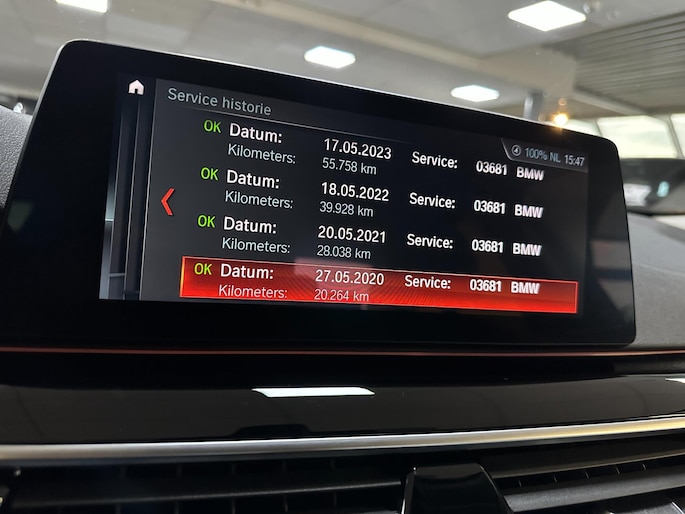 Service historie
100% NL 15:47
OK Datum: 17.05.2023 Service: 03681 BMW
Kilometers: 55.758 km
OK Datum: 18.05.2022 Service: 03681 BMW
Kilometers: 39.928 km
OK Datum: 20.05.2021 Service: 03681 BMW
Kilometers: 28.038 km
OK Datum: 27.05.2020 Service: 03681 BMW
Kilometers: 20.264 km